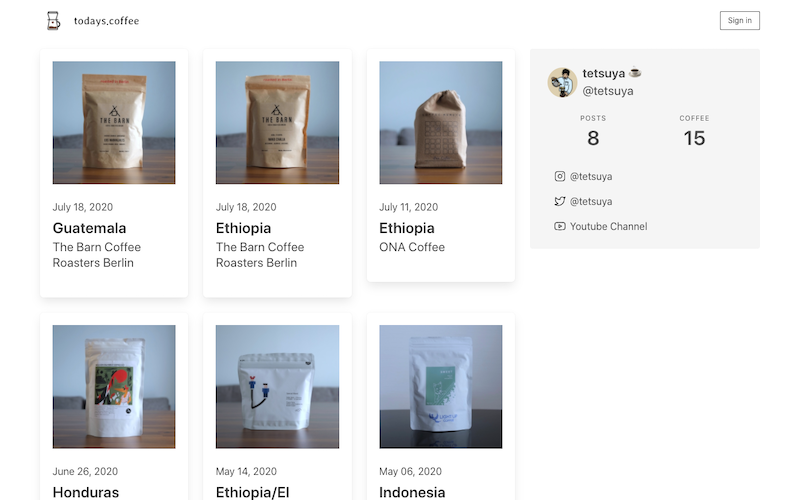 todays.coffee
Sign in
THE BARN
July 18, 2020
Guatemala
The Barn Coffee
Roasters Berlin
THE BARN
July 18, 2020
Ethiopia
The Barn Coffee
Roasters Berlin
July 11, 2020
Ethiopia
ONA Coffee
June 26, 2020
Honduras
May 14, 2020
Ethiopia/El
May 06, 2020
Indonesia
tetsuya
@tetsuya
POSTS
8
COFFEE
15
@tetsuya
@tetsuya
Youtube Channel